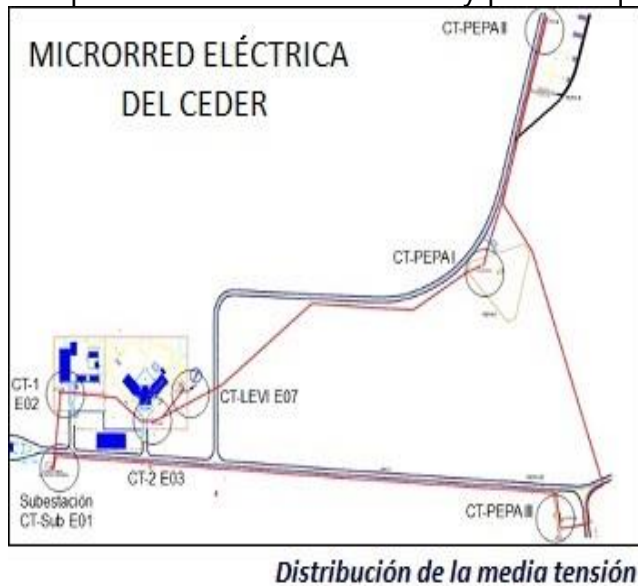 CT-PEPA II
MICRORRED ELÉCTRICA
DEL CEDER
CT-PEPA I
CT-1
E02
CT-LEVI E07
CT-2 E03
Subestación
CT-Sub E01
CT-PEPA III
Distribución de la media tensión